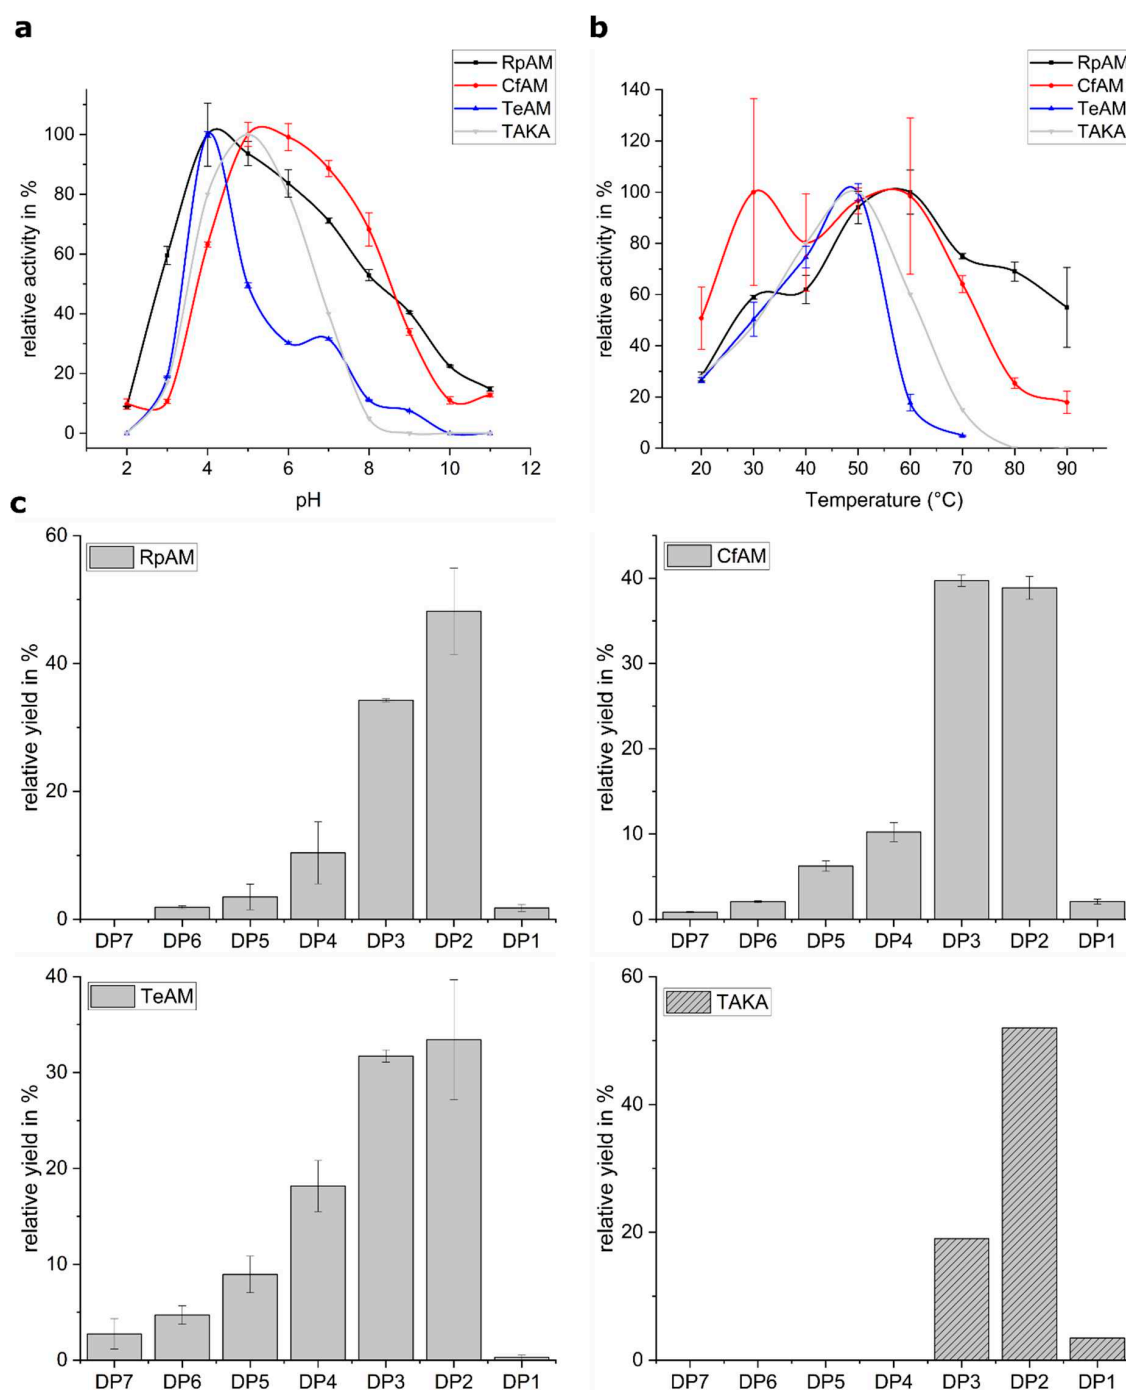 a
RpAM
CfAM
TeAM
TAKA
relative activity in %
100
80
60
40
20
0
2
4
6
8
10
12
pH
b
RpAM
CfAM
TeAM
TAKA
relative activity in %
140
120
100
80
60
40
20
0
20
30
40
50
60
70
80
90
Temperature (°C)
c
RpAM
relative yield in %
60
40
20
0
DP7
DP6
DP5
DP4
DP3
DP2
DP1
CfAM
relative yield in %
40
30
20
10
0
DP7
DP6
DP5
DP4
DP3
DP2
DP1
TeAM
relative yield in %
40
30
20
10
0
DP7
DP6
DP5
DP4
DP3
DP2
DP1
TAKA
relative yield in %
60
40
20
0
DP7
DP6
DP5
DP4
DP3
DP2
DP1